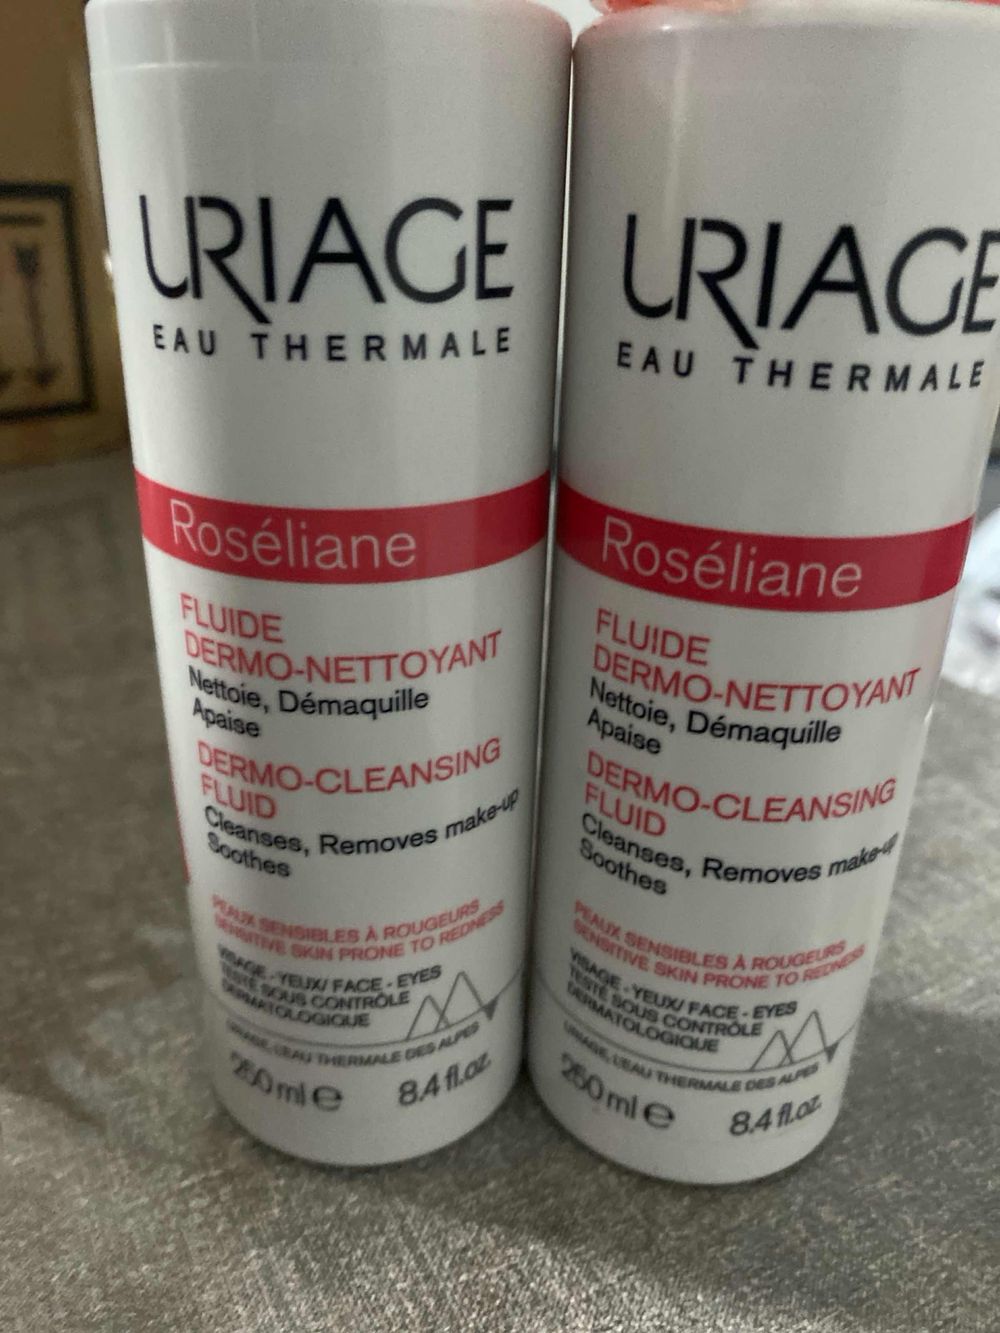 URIAGE
EAU THERMALE
Roséliane
FLUIDE
DERMO-NETTOYANT
Nettoie, Démaquille
Apaise
DERMO-CLEANSING
FLUID
Cleanses, Removes make-up
Soothes
PEAUX SENSIBLES À ROUGEURS
SENSITIVE SKIN PRONE TO REDNESS
VISAGE - YEUX/ FACE - EYES
TESTÉ SOUS CONTRÔLE
DERMATOLOGIQUE
URIAGE, L'EAU THERMALE DES ALPES
250 ml e 8.4 fl.oz.
URIAGE
EAU THERMALE
Roséliane
FLUIDE
DERMO-NETTOYANT
Nettoie, Démaquille
Apaise
DERMO-CLEANSING
FLUID
Cleanses, Removes make-up
Soothes
PEAUX SENSIBLES À ROUGEURS
SENSITIVE SKIN PRONE TO REDNESS
VISAGE - YEUX/ FACE - EYES
TESTÉ SOUS CONTRÔLE
DERMATOLOGIQUE
URIAGE, L'EAU THERMALE DES ALPES
250 ml e 8.4 fl.oz.